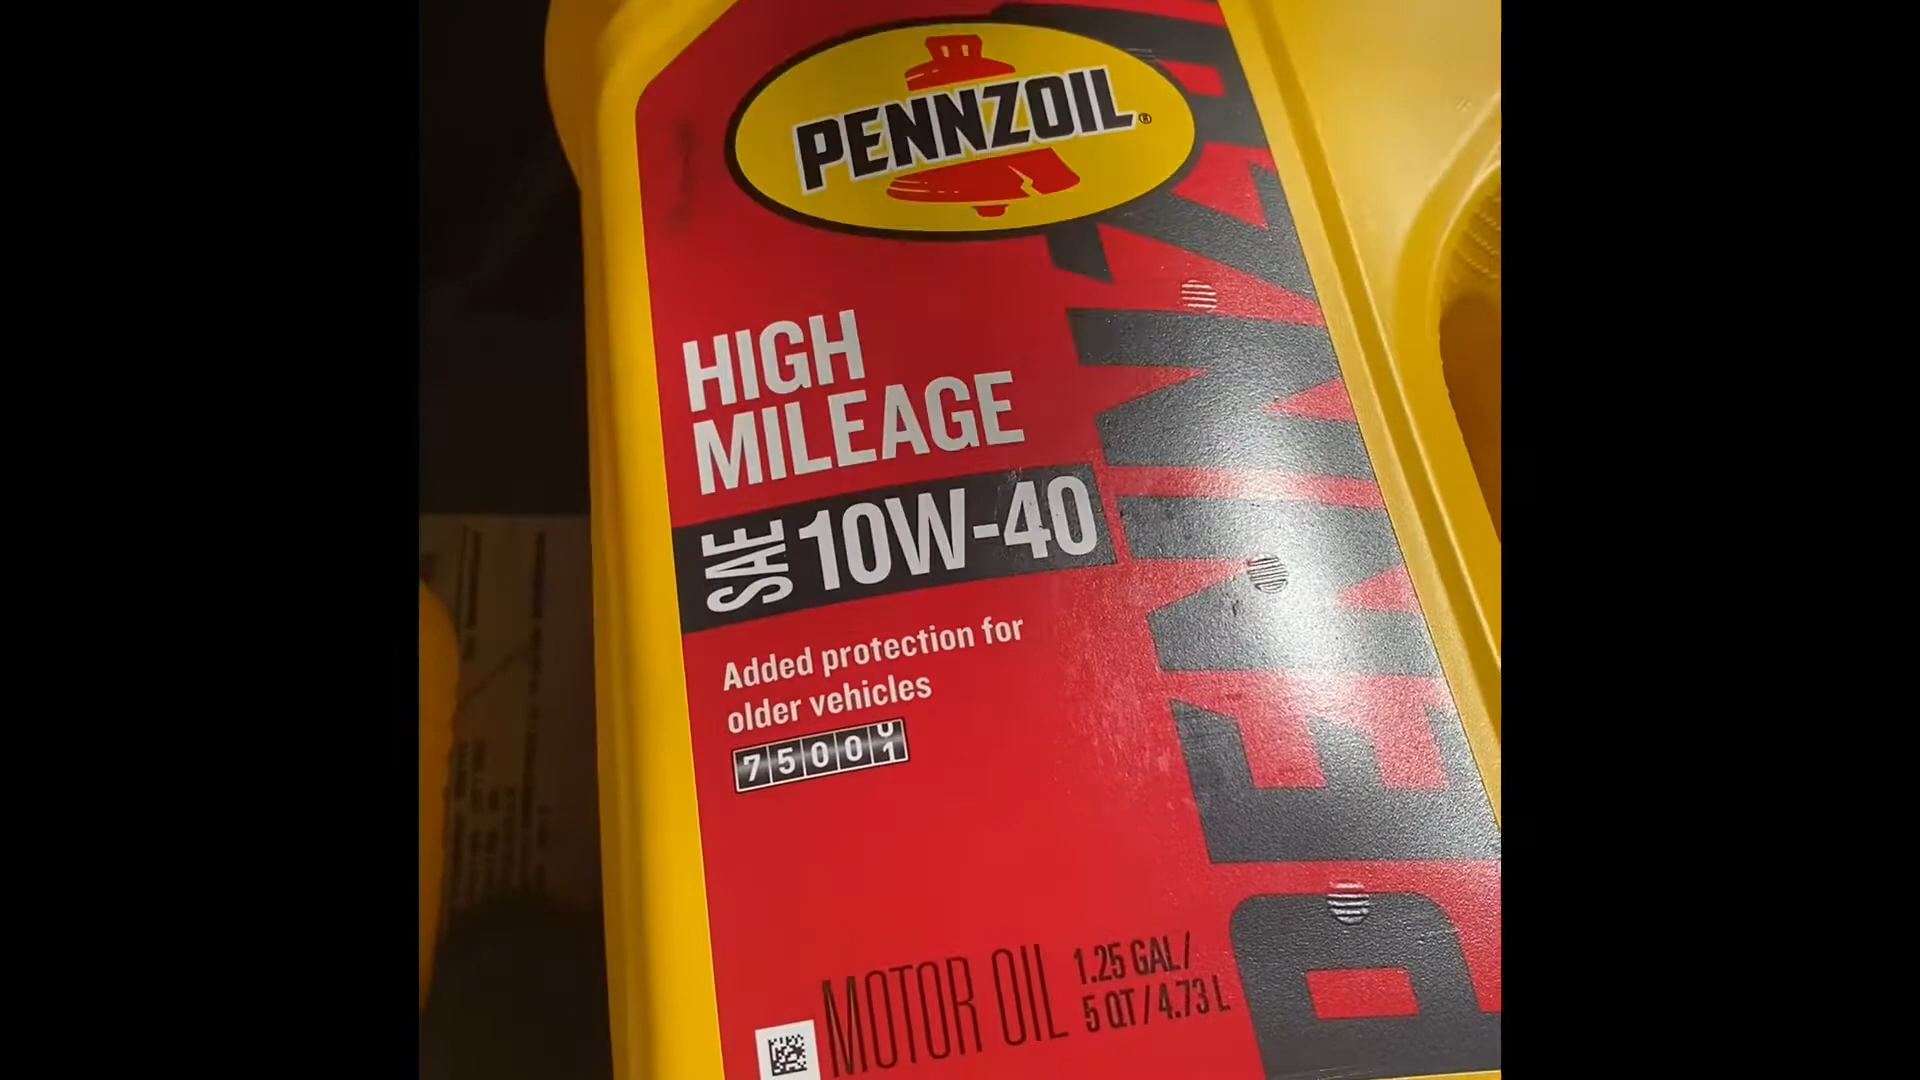 PENNZOIL®
HIGH
MILEAGE
SAE 10W-40
Added protection for
older vehicles
75001
MOTOR OIL
1.25 GAL/
5 QT/4.73 L
PENNZ